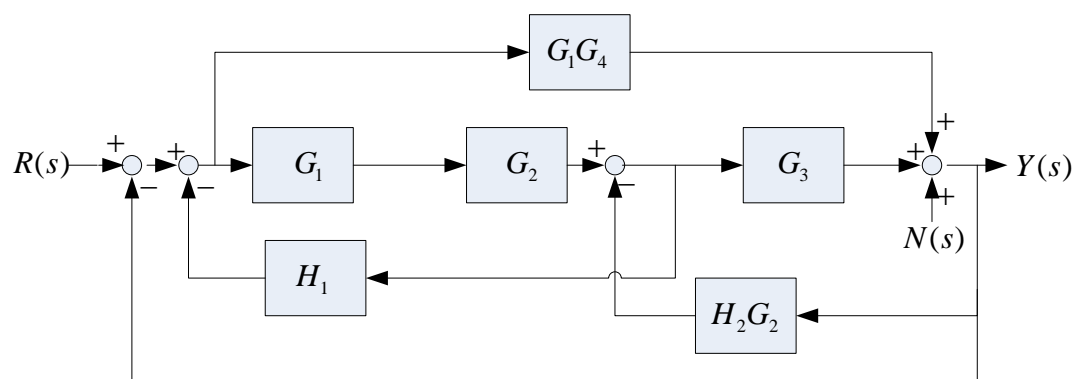 G₁G₄
+
R(s)
+
−
+
−
G₁
G₂
+
−
G₃
+
+
+
Y(s)
N(s)
H₁
H₂G₂